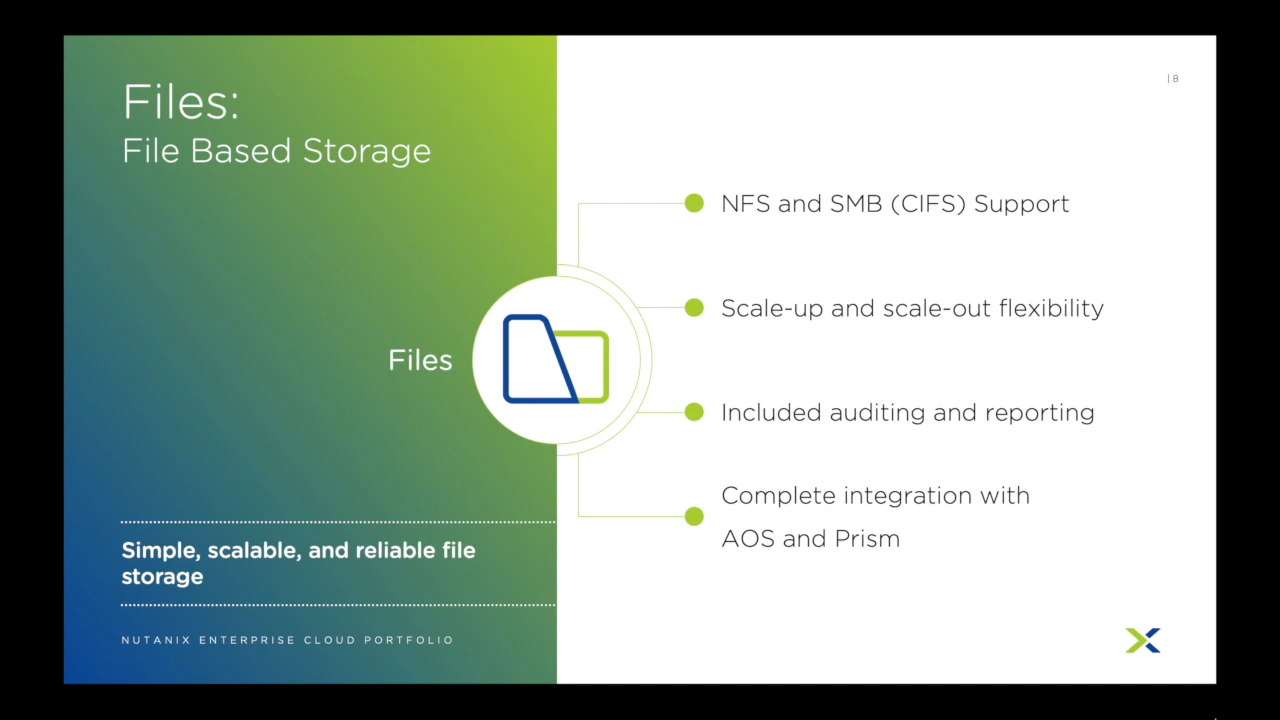 Files:
File Based Storage
| 8
NFS and SMB (CIFS) Support
Scale-up and scale-out flexibility
Files
Included auditing and reporting
Complete integration with
AOS and Prism
Simple, scalable, and reliable file
storage
NUTANIX ENTERPRISE CLOUD PORTFOLIO